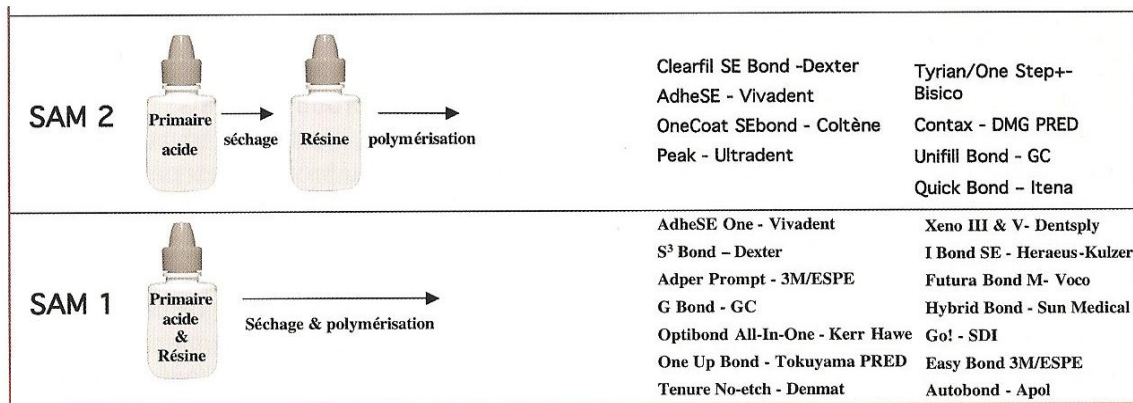 SAM 2
Primaire
acide
séchage
Résine
polymérisation
Clearfil SE Bond -Dexter
AdheSE - Vivadent
OneCoat SEbond - Coltène
Peak - Ultradent
Tyrian/One Step+-
Bisico
Contax - DMG PRED
Unifill Bond - GC
Quick Bond – Itena
SAM 1
Primaire
acide
&
Résine
Séchage & polymérisation
AdheSE One - Vivadent
S³ Bond – Dexter
Adper Prompt - 3M/ESPE
G Bond - GC
Optibond All-In-One - Kerr Hawe
One Up Bond - Tokuyama PRED
Tenure No-etch - Denmat
Xeno III & V- Dentsply
I Bond SE - Heraeus-Kulzer
Futura Bond M- Voco
Hybrid Bond - Sun Medical
Go! - SDI
Easy Bond 3M/ESPE
Autobond - Apol